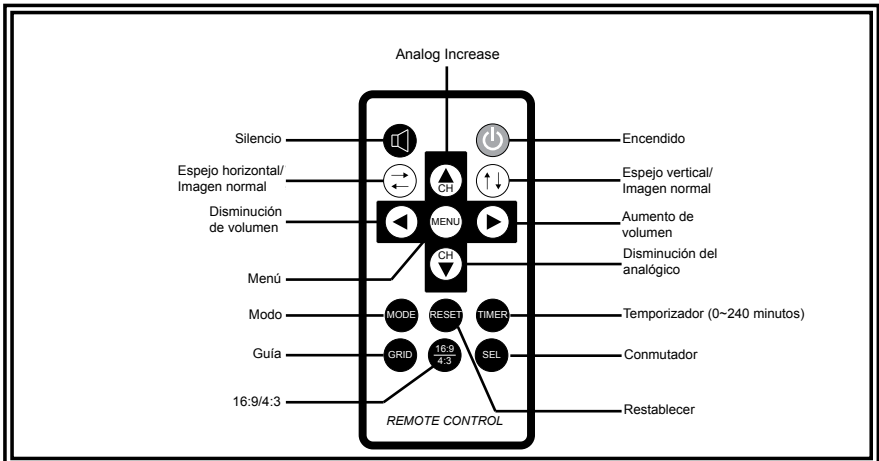 Analog Increase
Silencio
Encendido
Espejo horizontal/
Imagen normal
Espejo vertical/
Imagen normal
CH
Disminución
de volumen
MENU
Aumento de
volumen
CH
Disminución del
analógico
Menú
Modo
MODE
RESET
TIMER
Temporizador (0~240 minutos)
Guía
GRID
16:9
4:3
SEL
Conmutador
16:9/4:3
Restablecer
REMOTE CONTROL